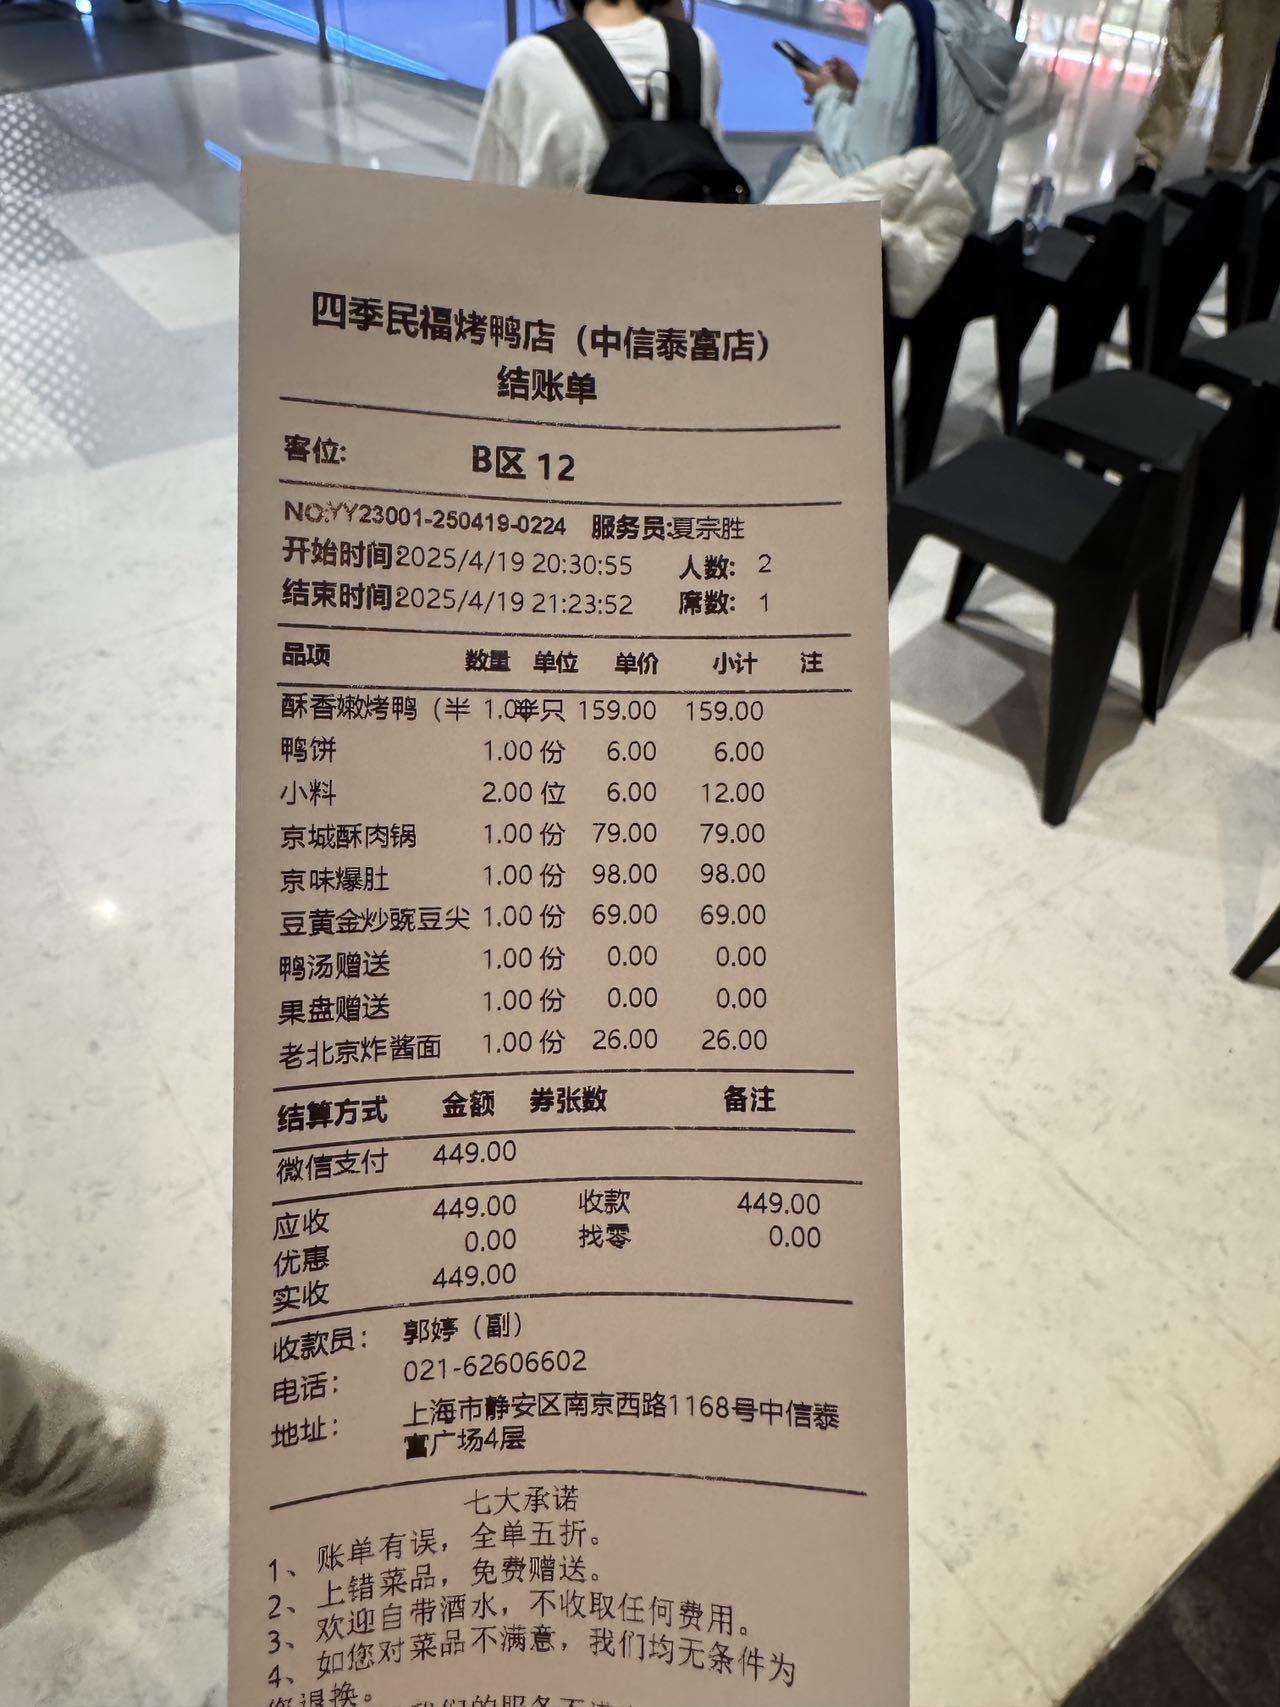 四季民福烤鸭店（中信泰富店）
结账单
客位: B区 12
NO:YY23001-250419-0224 服务员:夏宗胜
开始时间2025/4/19 20:30:55 人数: 2
结束时间2025/4/19 21:23:52 席数: 1
品项 数量 单位 单价 小计 注
酥香嫩烤鸭（半 1.00半只 159.00 159.00
鸭饼 1.00 份 6.00 6.00
小料 2.00 位 6.00 12.00
京城酥肉锅 1.00 份 79.00 79.00
京味爆肚 1.00 份 98.00 98.00
豆黄金炒豌豆尖 1.00 份 69.00 69.00
鸭汤赠送 1.00 份 0.00 0.00
果盘赠送 1.00 份 0.00 0.00
老北京炸酱面 1.00 份 26.00 26.00
结算方式 金额 券张数 备注
微信支付 449.00
应收 449.00 收款 449.00
优惠 0.00 找零 0.00
实收 449.00
收款员： 郭婷（副）
电话： 021-62606602
地址： 上海市静安区南京西路1168号中信泰
富广场4层
七大承诺
1、账单有误，全单五折。
2、上错菜品，免费赠送。
3、欢迎自带酒水，不收取任何费用。
4、如您对菜品不满意，我们均无条件为
您退换。
我们的服务不满